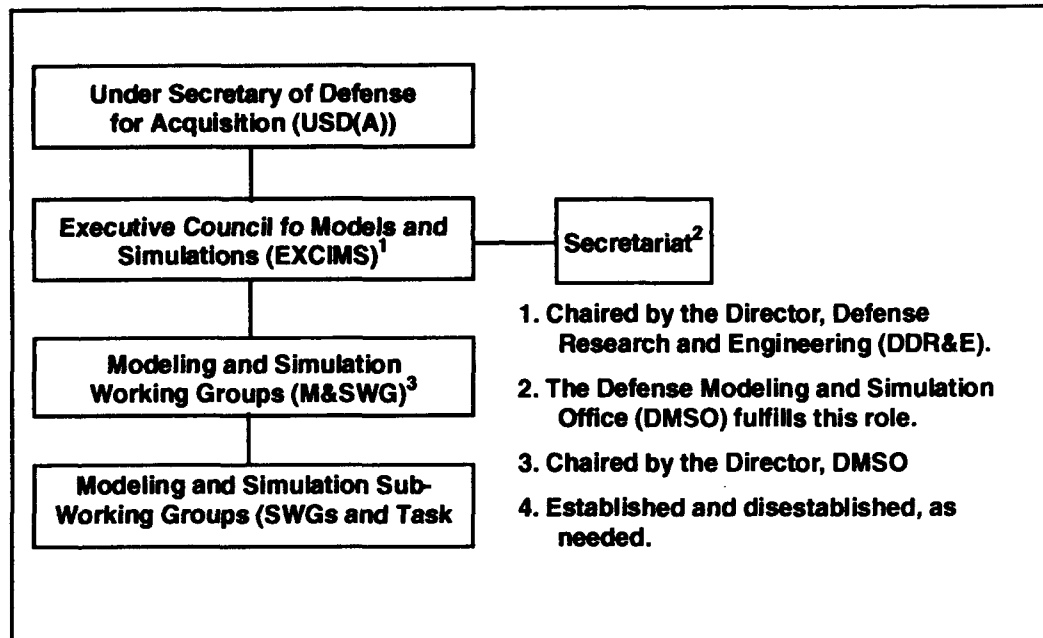 Under Secretary of Defense
for Acquisition (USD(A))
Executive Council fo Models and
Simulations (EXCIMS)1
Secretariat2
Modeling and Simulation
Working Groups (M&SWG)3
Modeling and Simulation Sub-
Working Groups (SWGs and Task
1. Chaired by the Director, Defense
Research and Engineering (DDR&E).
2. The Defense Modeling and Simulation
Office (DMSO) fulfills this role.
3. Chaired by the Director, DMSO
4. Established and disestablished, as
needed.